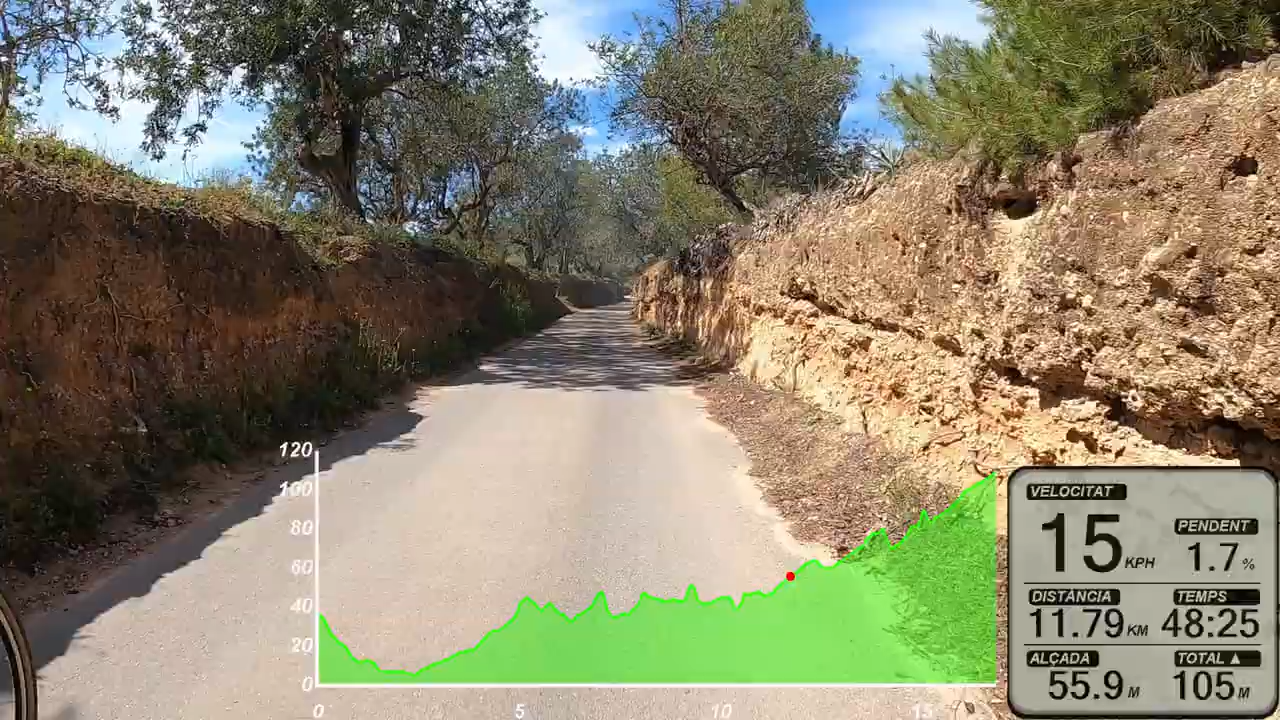 120
100
80
60
40
20
0
0 5 10 15
VELOCITAT
15 KPH
PENDENT
1.7 %
DISTÀNCIA TEMPS
11.79 KM 48:25
ALÇADA TOTAL ▲
55.9 M 105 M